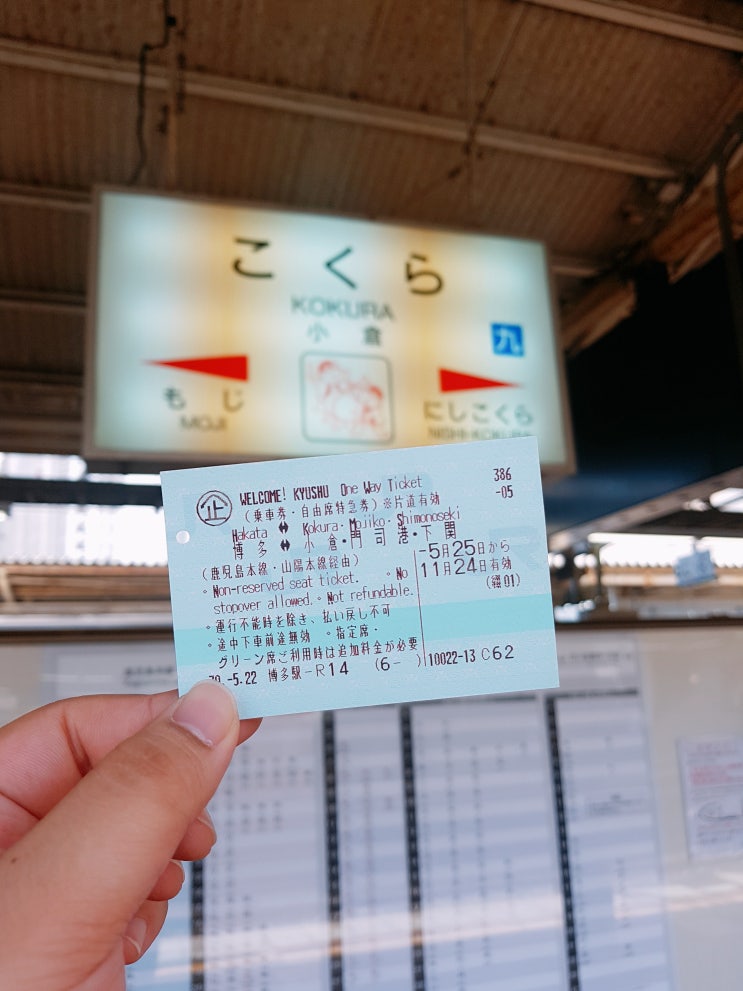 こくら
KOKURA
小倉
九
もじ
MOJI
にしこくら
NISHI-KOKURA
企
WELCOME! KYUSHU One Way Ticket
386
-05
(乗車券・自由席特急券)※片道有効
Hakata ⬌ Kokura・Mojiko・Shimonoseki
博多 ⬌ 小倉・門司港・下関
(鹿児島本線・山陽本線経由)
-5月25日から
11月24日有効
。Non-reserved seat ticket. 。No
stopover allowed.。Not refundable.
。運行不能時を除き、払い戻し不可
。途中下車前途無効 。指定席・
グリーン席ご利用時は追加料金が必要
-5.22 博多駅-R14 (6- ) 10022-13 C62